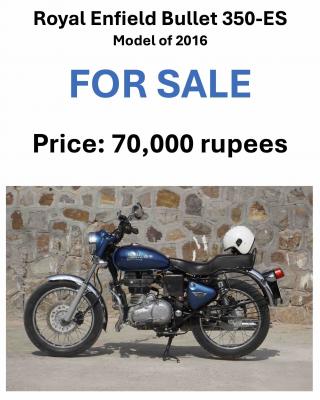 Royal Enfield Bullet 350-ES
Model of 2016
FOR SALE
Price: 70,000 rupees